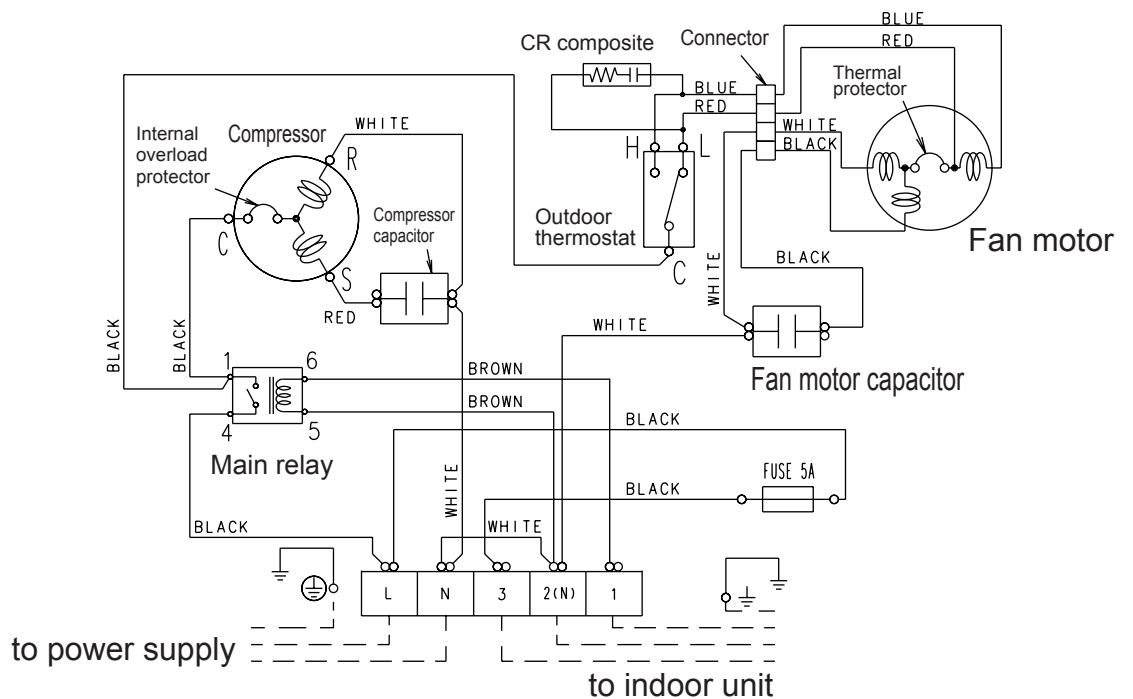 BLUE
RED
CR composite
Connector
Thermal
protector
BLUE
RED
WHITE
BLACK
WHITE
Internal
overload
protector
Compressor
R
H
L
C
S
Compressor
capacitor
Outdoor
thermostat
C
Fan motor
BLACK
WHITE
RED
WHITE
BLACK
BLACK
1
6
BROWN
Fan motor capacitor
4
5
BROWN
Main relay
BLACK
FUSE 5A
BLACK
WHITE
BLACK
WHITE
L
N
3
2(N)
1
to power supply
to indoor unit